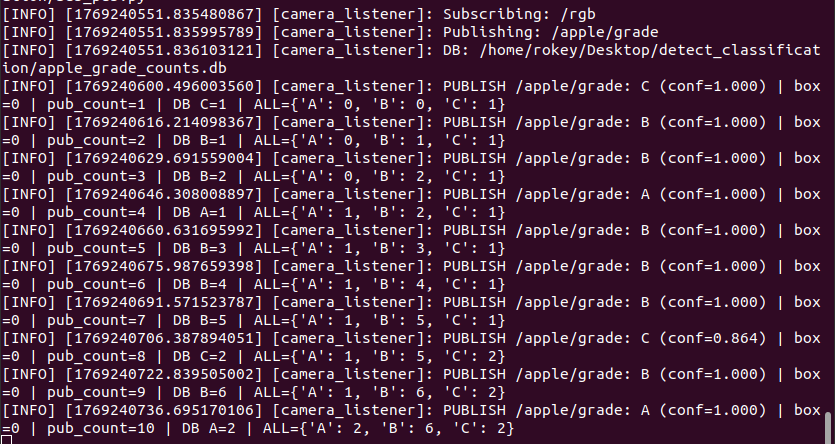 [INFO] [1769240551.835480867] [camera_listener]: Subscribing: /rgb
[INFO] [1769240551.835995789] [camera_listener]: Publishing: /apple/grade
[INFO] [1769240551.836103121] [camera_listener]: DB: /home/rokey/Desktop/detect_classificat
ion/apple_grade_counts.db
[INFO] [1769240600.496003560] [camera_listener]: PUBLISH /apple/grade: C (conf=1.000) | box
=0 | pub_count=1 | DB C=1 | ALL={'A': 0, 'B': 0, 'C': 1}
[INFO] [1769240616.214098367] [camera_listener]: PUBLISH /apple/grade: B (conf=1.000) | box
=0 | pub_count=2 | DB B=1 | ALL={'A': 0, 'B': 1, 'C': 1}
[INFO] [1769240629.691559004] [camera_listener]: PUBLISH /apple/grade: B (conf=1.000) | box
=0 | pub_count=3 | DB B=2 | ALL={'A': 0, 'B': 2, 'C': 1}
[INFO] [1769240646.308008897] [camera_listener]: PUBLISH /apple/grade: A (conf=1.000) | box
=0 | pub_count=4 | DB A=1 | ALL={'A': 1, 'B': 2, 'C': 1}
[INFO] [1769240660.631695992] [camera_listener]: PUBLISH /apple/grade: B (conf=1.000) | box
=0 | pub_count=5 | DB B=3 | ALL={'A': 1, 'B': 3, 'C': 1}
[INFO] [1769240675.987659398] [camera_listener]: PUBLISH /apple/grade: B (conf=1.000) | box
=0 | pub_count=6 | DB B=4 | ALL={'A': 1, 'B': 4, 'C': 1}
[INFO] [1769240691.571523787] [camera_listener]: PUBLISH /apple/grade: B (conf=1.000) | box
=0 | pub_count=7 | DB B=5 | ALL={'A': 1, 'B': 5, 'C': 1}
[INFO] [1769240706.387894051] [camera_listener]: PUBLISH /apple/grade: C (conf=0.864) | box
=0 | pub_count=8 | DB C=2 | ALL={'A': 1, 'B': 5, 'C': 2}
[INFO] [1769240722.839505002] [camera_listener]: PUBLISH /apple/grade: B (conf=1.000) | box
=0 | pub_count=9 | DB B=6 | ALL={'A': 1, 'B': 6, 'C': 2}
[INFO] [1769240736.695170106] [camera_listener]: PUBLISH /apple/grade: A (conf=1.000) | box
=0 | pub_count=10 | DB A=2 | ALL={'A': 2, 'B': 6, 'C': 2}